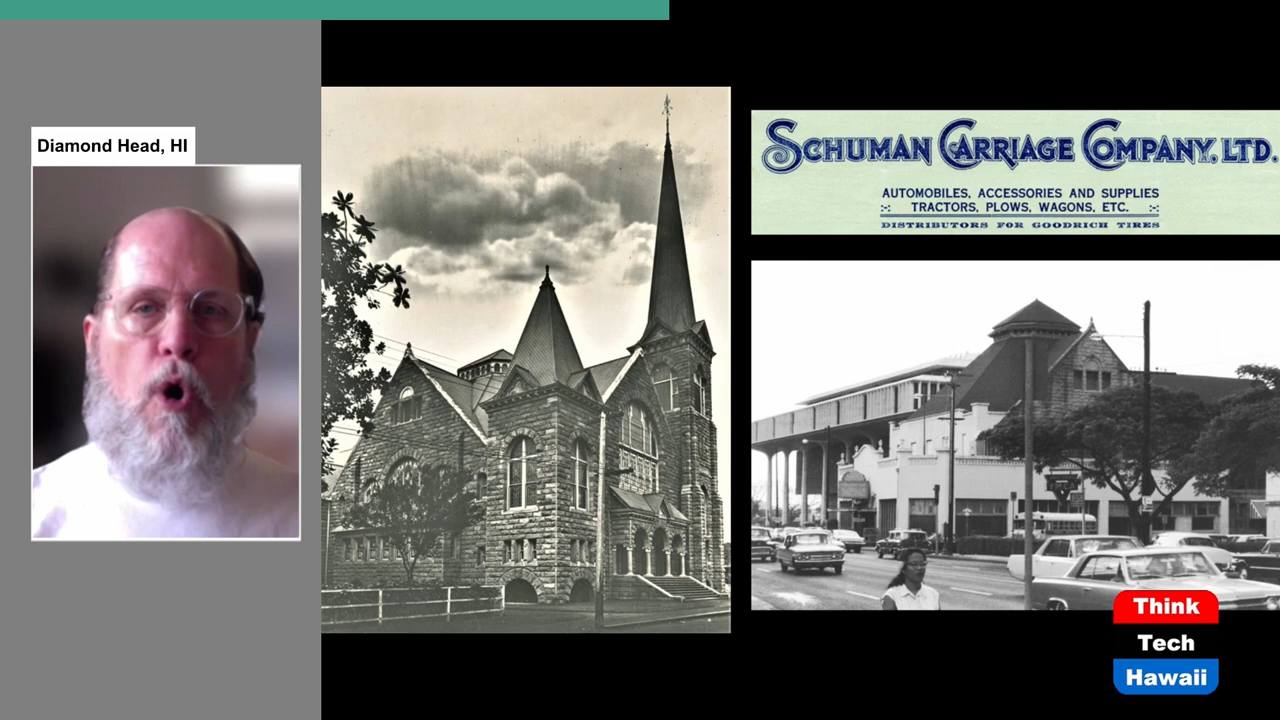 Diamond Head, HI
SCHUMAN CARRIAGE COMPANY, LTD.
AUTOMOBILES, ACCESSORIES AND SUPPLIES
TRACTORS, PLOWS, WAGONS, ETC.
DISTRIBUTORS FOR GOODRICH TIRES
Think
Tech
Hawaii